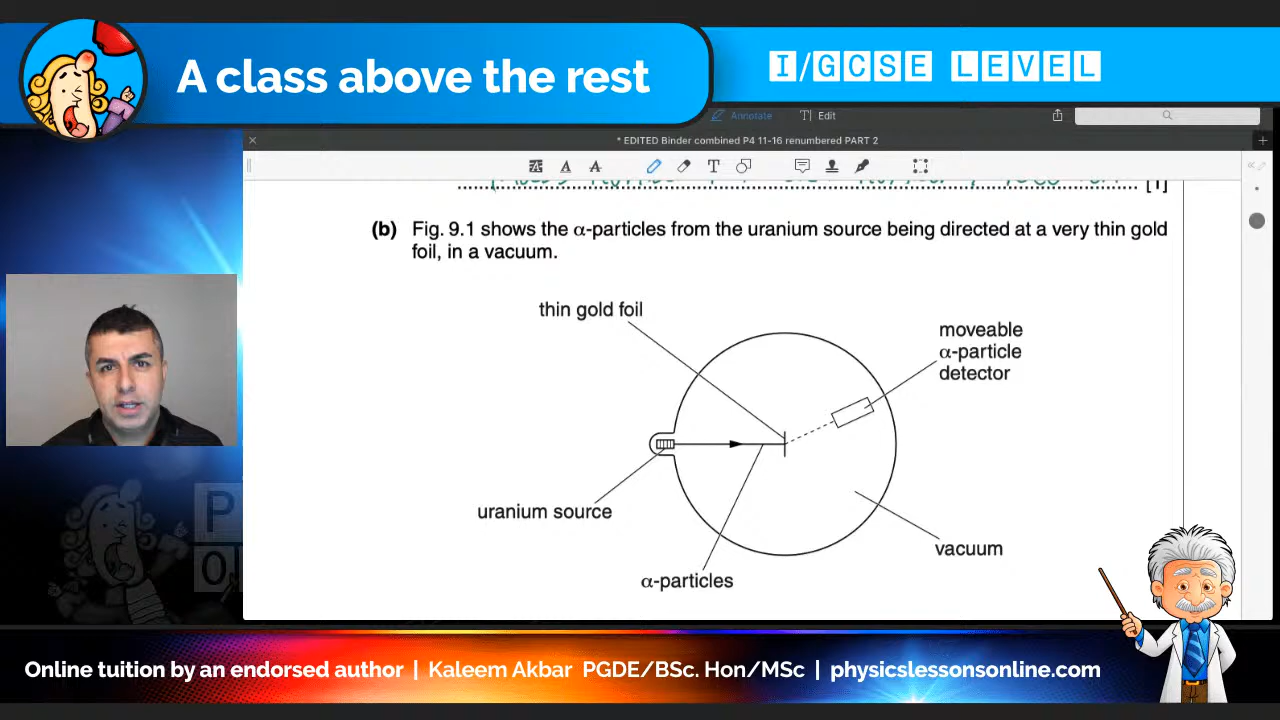 A class above the rest
I/GCSE LEVEL
Annotate
Edit
* EDITED Binder combined P4 11-16 renumbered PART 2
[1]
(b) Fig. 9.1 shows the α-particles from the uranium source being directed at a very thin gold
foil, in a vacuum.
thin gold foil
moveable
α-particle
detector
uranium source
vacuum
α-particles
P
O
Online tuition by an endorsed author | Kaleem Akbar PGDE/BSc. Hon/MSc | physicslessonsonline.com